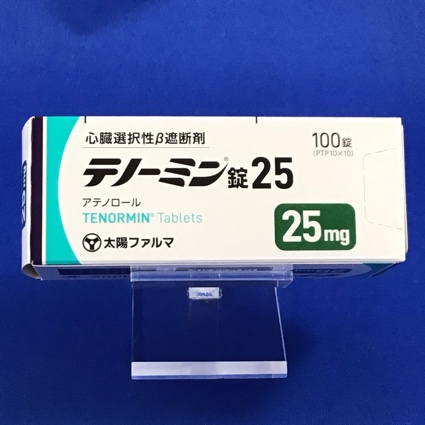 心臓選択性β遮断剤
100錠
(PTP10×10)
テノーミン®錠25
アテノロール
TENORMIN® Tablets
25mg
太陽ファルマ